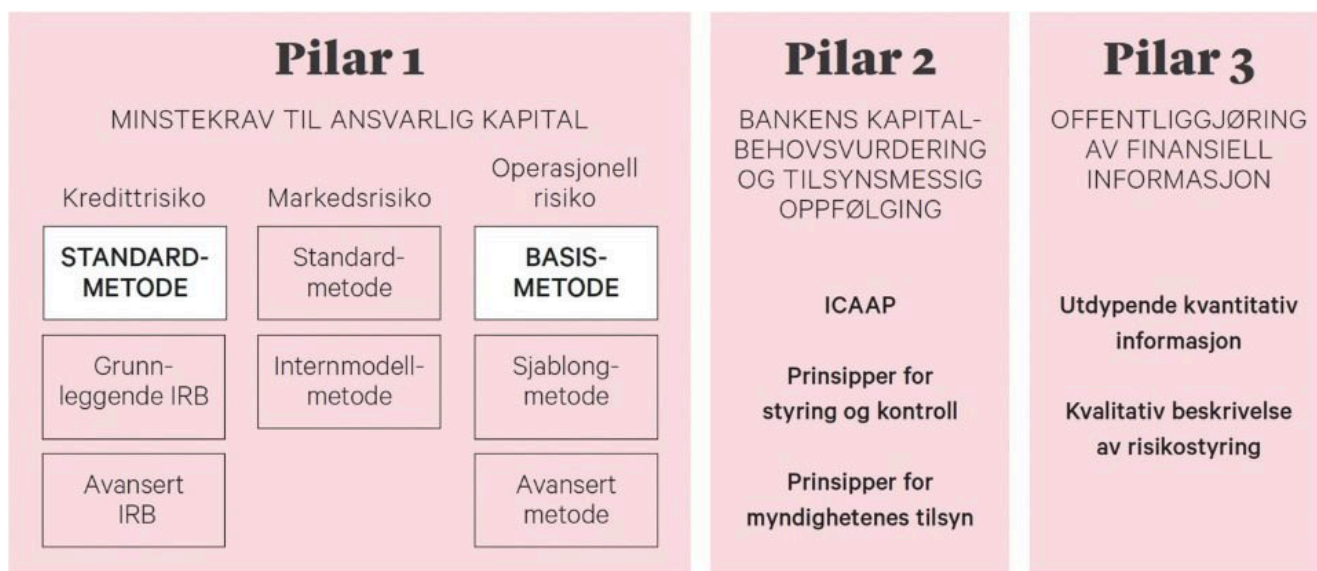 Pilar 1
MINSTEKRAV TIL ANSVARLIG KAPITAL
Kredittrisiko
STANDARD-
METODE
Grunn-
leggende IRB
Avansert
IRB
Markedsrisiko
Standard-
metode
Internmodell-
metode
Operasjonell
risiko
BASIS-
METODE
Sjablong-
metode
Avansert
metode
Pilar 2
BANKENS KAPITAL-
BEHOVSVURDERING
OG TILSYNSMESSIG
OPPFØLGING
ICAAP
Prinsipper for
styring og kontroll
Prinsipper for
myndighetenes tilsyn
Pilar 3
OFFENTLIGGJØRING
AV FINANSIELL
INFORMASJON
Utdypende kvantitativ
informasjon
Kvalitativ beskrivelse
av risikostyring